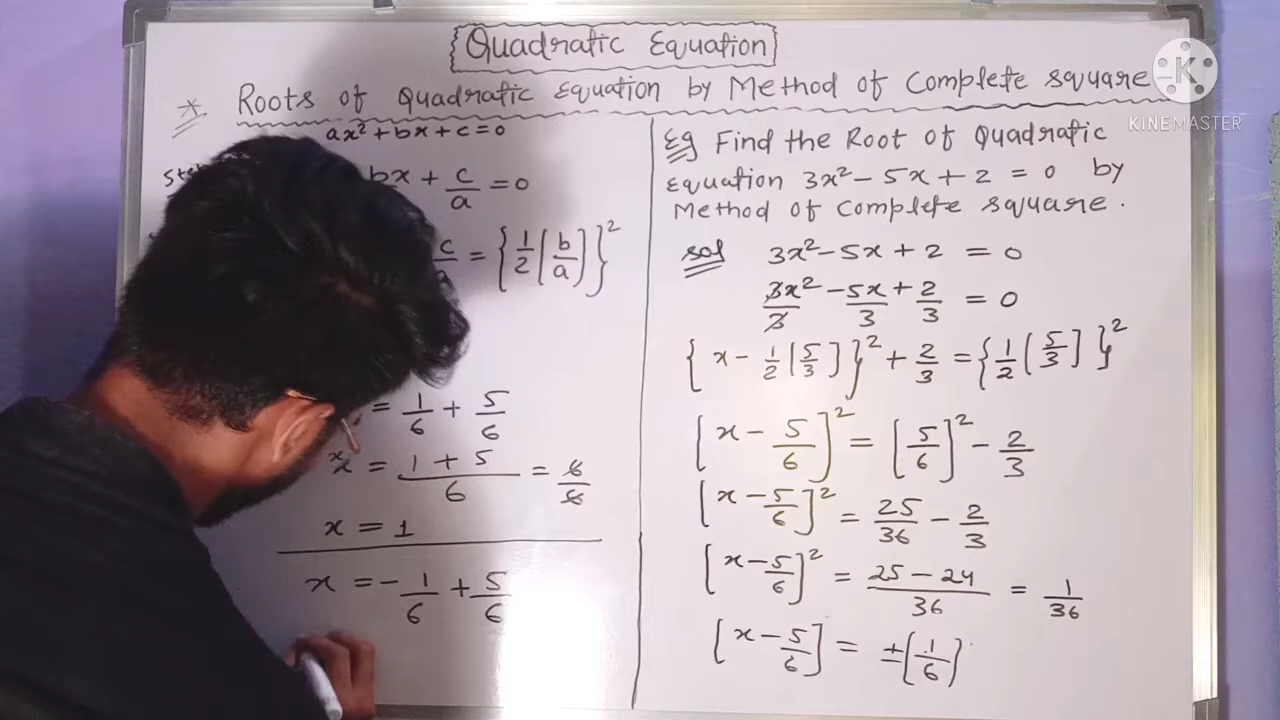 Quadratic Equation
* Roots of Quadratic Equation by Method of Complete square
K
KINEMASTER
ax² + bx + c = 0
bx + c/a = 0
c/a = {1/2 [b/a]}²
= 1/6 + 5/6
x = (1 + 5)/6 = 6/6
x = 1
x = -1/6 + 5/6
Eg Find the Root of Quadratic
Equation 3x² - 5x + 2 = 0 by
Method of Complete square.
sol 3x² - 5x + 2 = 0
3x²/3 - 5x/3 + 2/3 = 0
{x - 1/2 [5/3]}² + 2/3 = {1/2 [5/3]}²
[x - 5/6]² = [5/6]² - 2/3
[x - 5/6]² = 25/36 - 2/3
[x - 5/6]² = (25 - 24)/36 = 1/36
[x - 5/6] = ±(1/6)